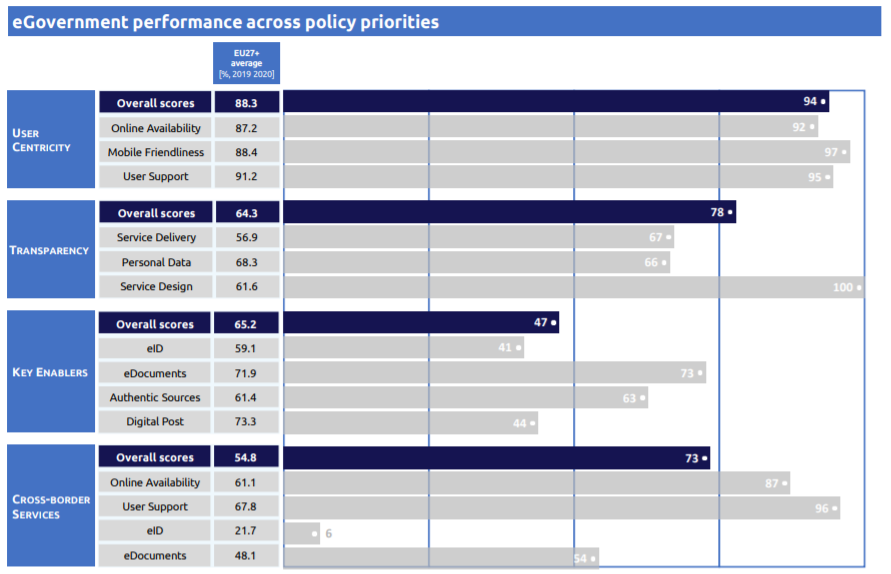 eGovernment performance across policy priorities
EU27+
average
[%, 2019 2020]
USER
CENTRICITY
Overall scores 88.3 94
Online Availability 87.2 92
Mobile Friendliness 88.4 97
User Support 91.2 95
TRANSPARENCY
Overall scores 64.3 78
Service Delivery 56.9 67
Personal Data 68.3 66
Service Design 61.6 100
KEY ENABLERS
Overall scores 65.2 47
eID 59.1 41
eDocuments 71.9 73
Authentic Sources 61.4 63
Digital Post 73.3 44
CROSS-BORDER
SERVICES
Overall scores 54.8 73
Online Availability 61.1 87
User Support 67.8 96
eID 21.7 6
eDocuments 48.1 54